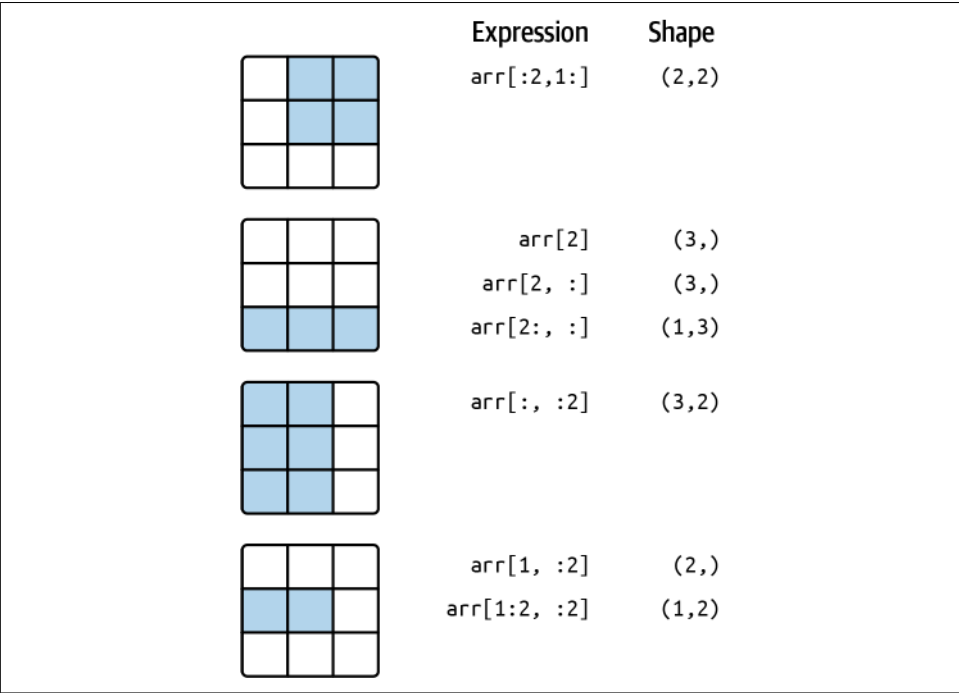 Expression Shape
arr[:2,1:] (2,2)
arr[2] (3,)
arr[2, :] (3,)
arr[2:, :] (1,3)
arr[:, :2] (3,2)
arr[1, :2] (2,)
arr[1:2, :2] (1,2)